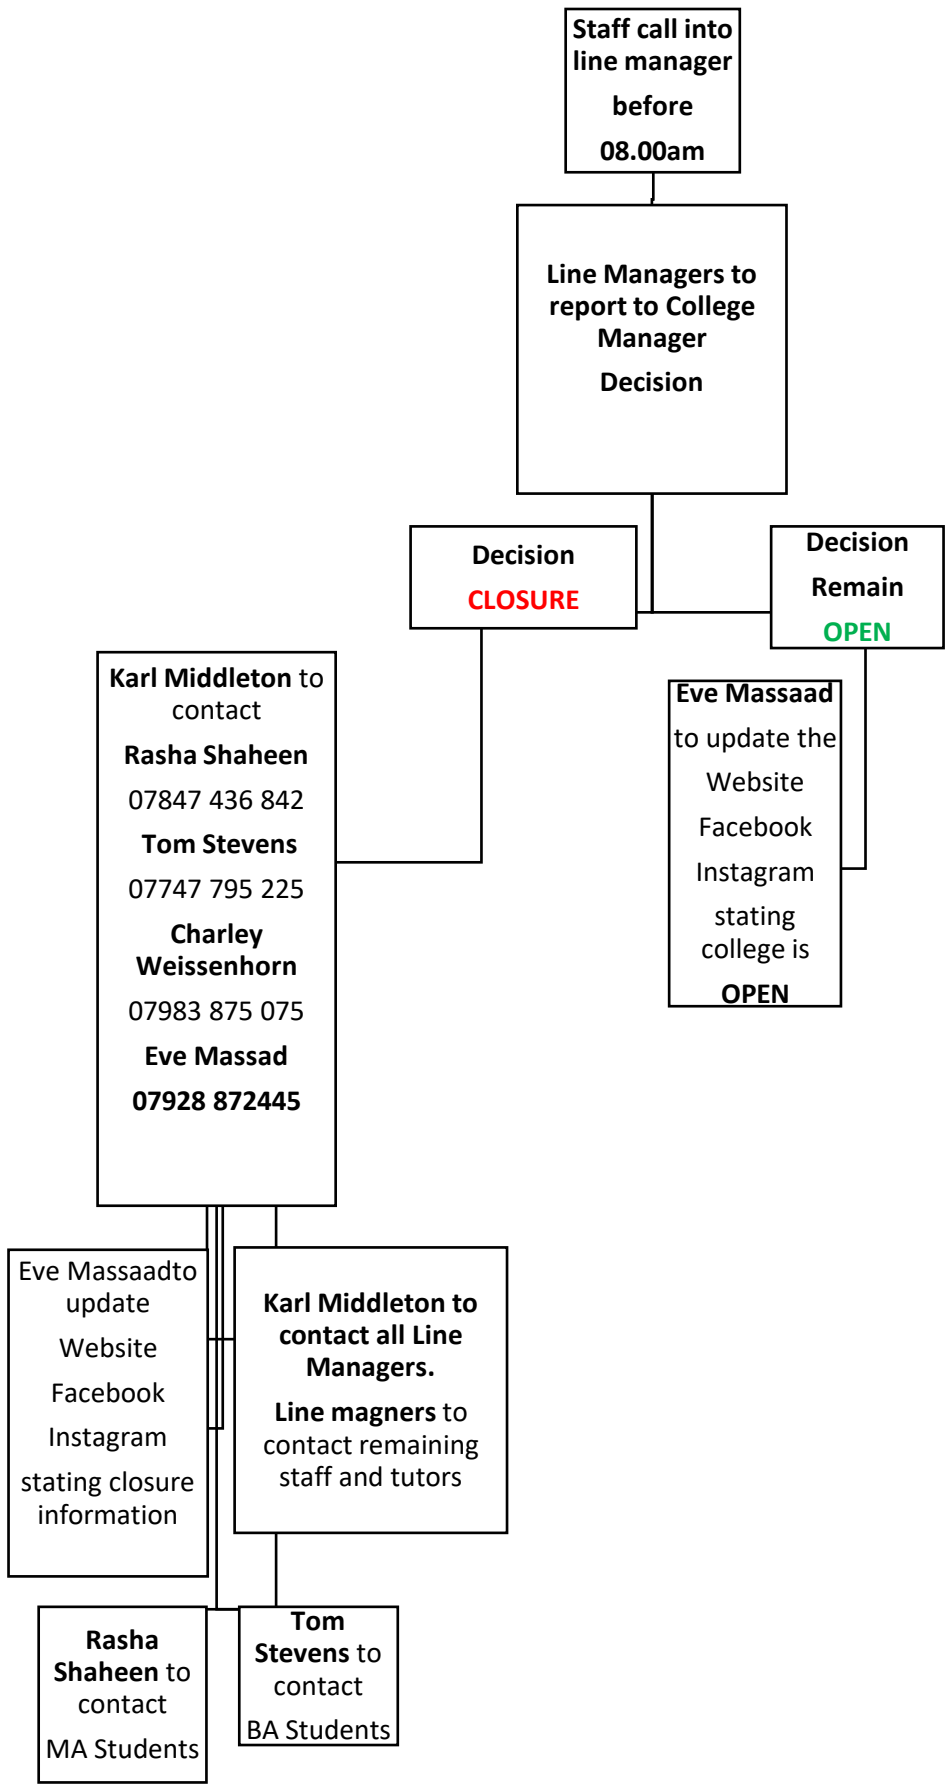 Staff call into
line manager
before
08.00am
Line Managers to
report to College
Manager
Decision
Decision
CLOSURE
Decision
Remain
OPEN
Karl Middleton to
contact
Rasha Shaheen
07847 436 842
Tom Stevens
07747 795 225
Charley
Weissenhorn
07983 875 075
Eve Massad
07928 872445
Eve Massaad
to update the
Website
Facebook
Instagram
stating
college is
OPEN
Eve Massaadto
update
Website
Facebook
Instagram
stating closure
information
Karl Middleton to
contact all Line
Managers.
Line magners to
contact remaining
staff and tutors
Rasha
Shaheen to
contact
MA Students
Tom
Stevens to
contact
BA Students